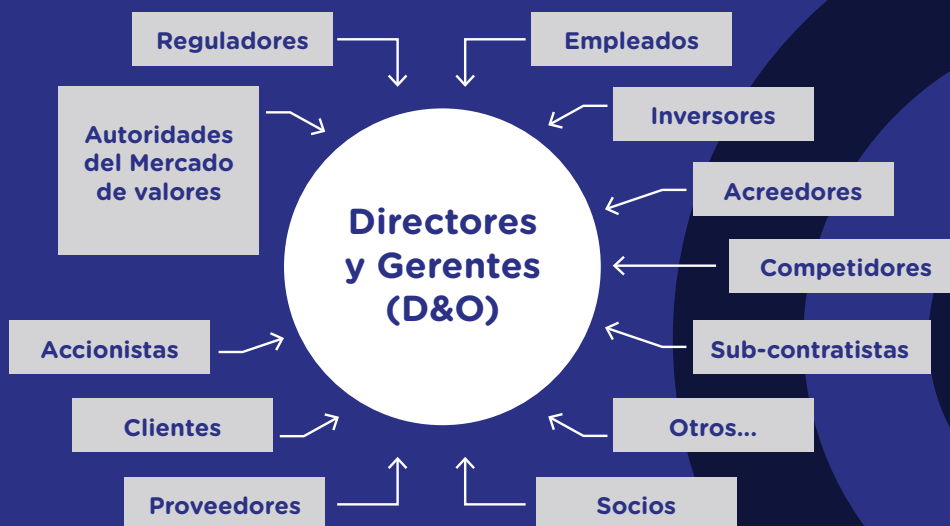 Reguladores
Empleados
Autoridades
del Mercado
de valores
Inversores
Acreedores
Directores
y Gerentes
(D&O)
Competidores
Accionistas
Sub-contratistas
Clientes
Otros...
Proveedores
Socios